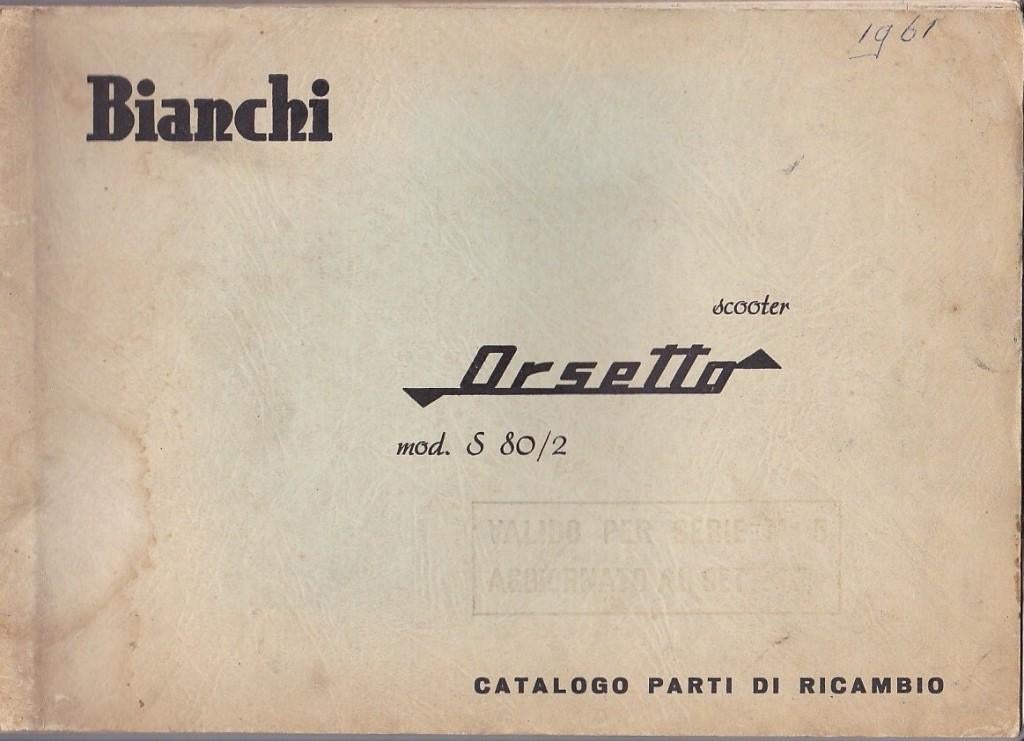 1961
Bianchi
scooter
Orsetto
mod. S 80/2
VALIDO PER SERIE
AGGIORNATO AL
CATALOGO PARTI DI RICAMBIO